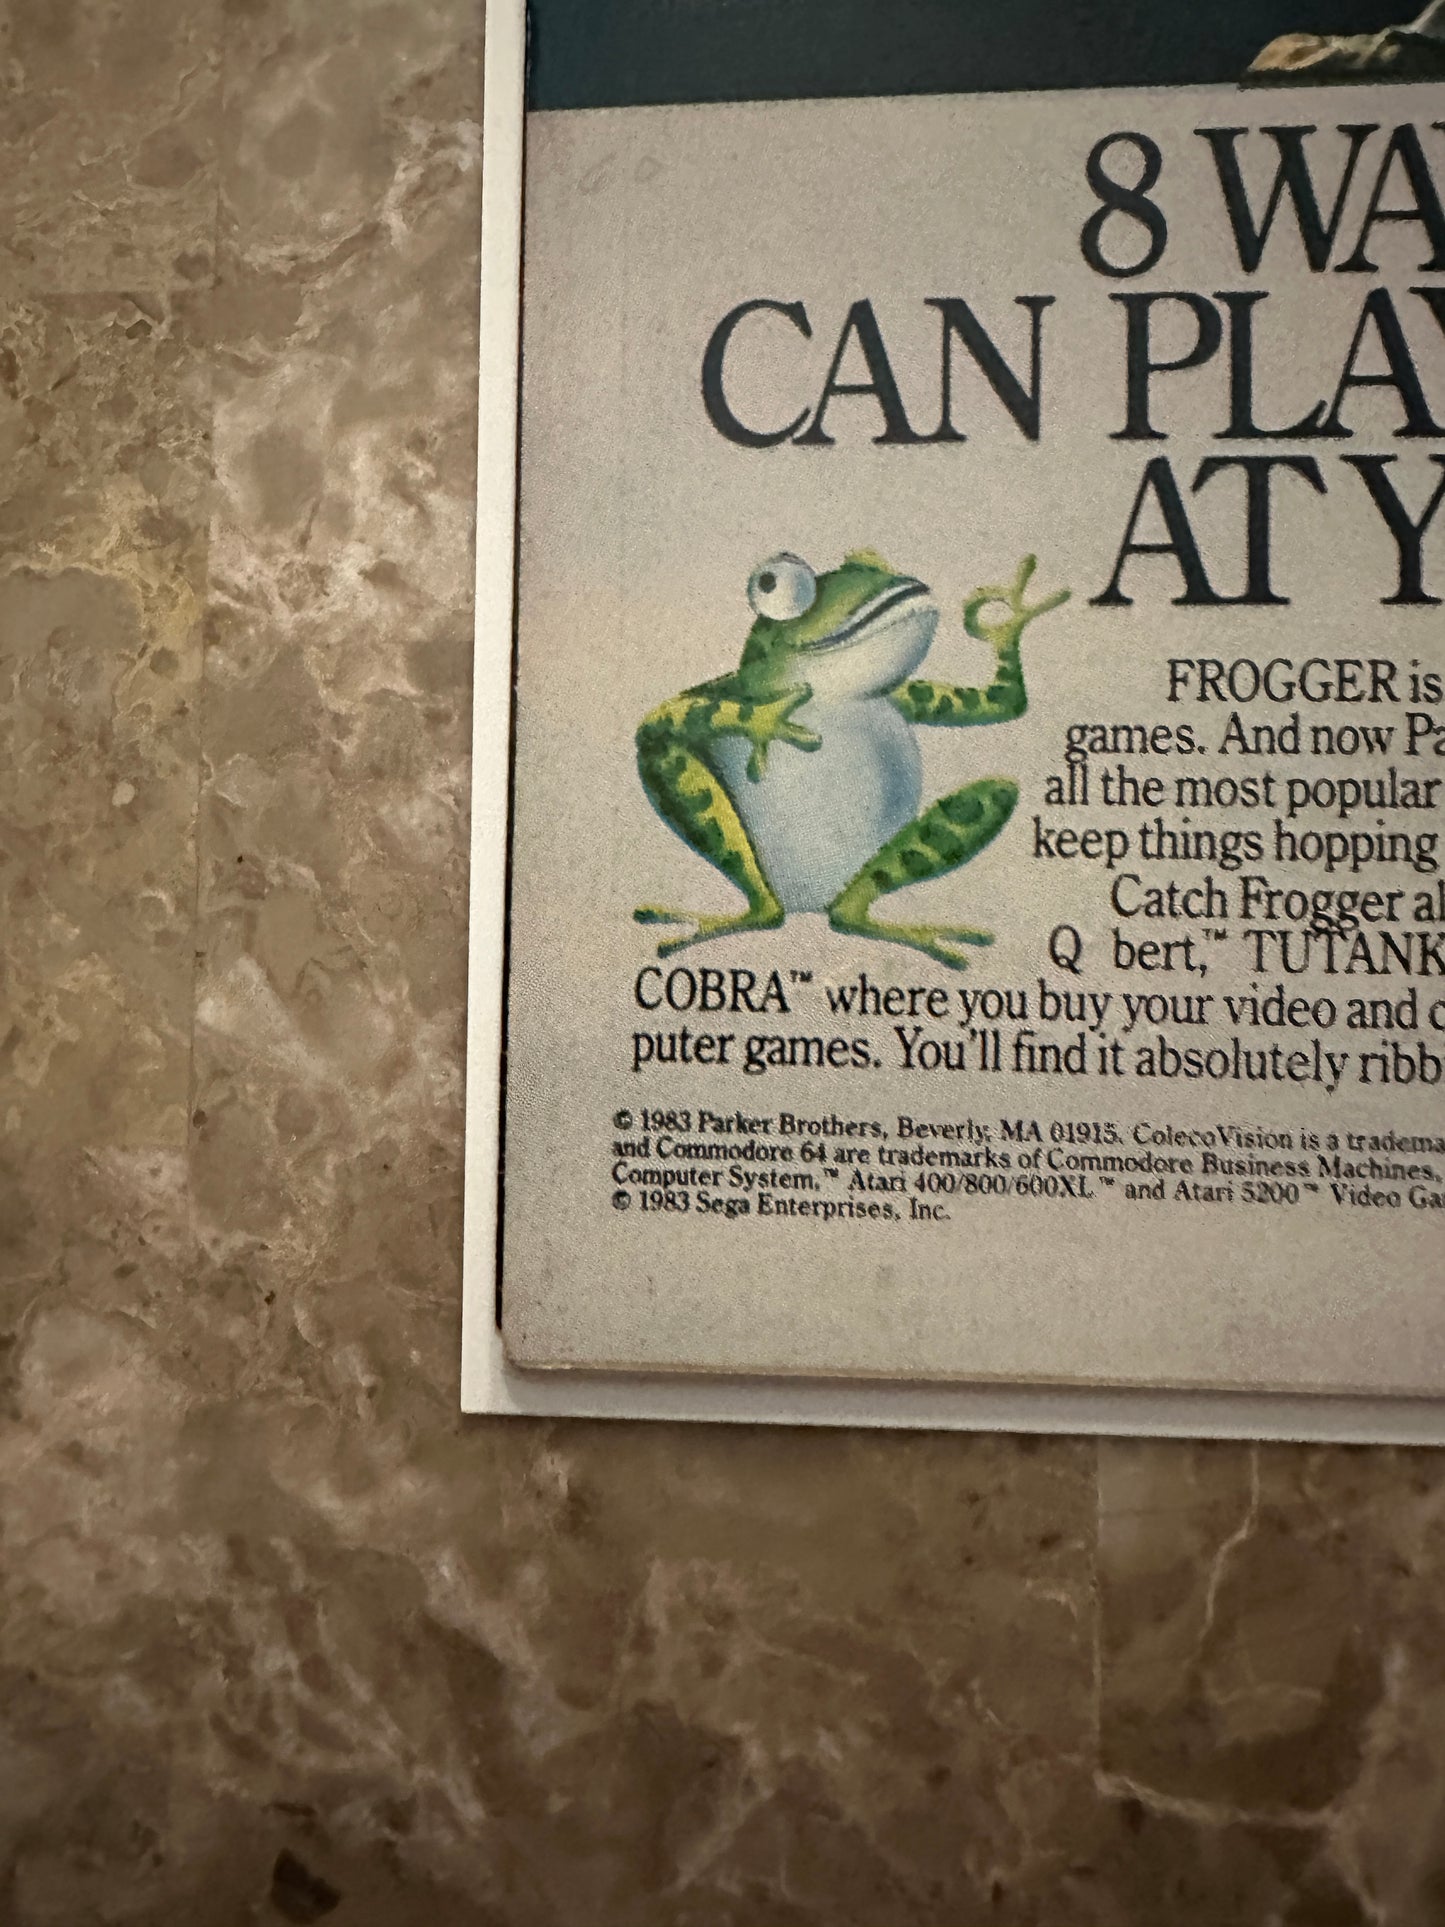 8 WA
CAN PLAY
AT Y
FROGGER is
games. And now Pa
all the most popular
keep things hopping
Catch Frogger al
Q bert,™ TUTANK
COBRA™ where you buy your video and c
puter games. You'll find it absolutely ribb
© 1983 Parker Brothers, Beverly, MA 01915. ColecoVision is a tradema
and Commodore 64 are trademarks of Commodore Business Machines,
Computer System,™ Atari 400/800/600XL™ and Atari 5200™ Video Ga
© 1983 Sega Enterprises, Inc.